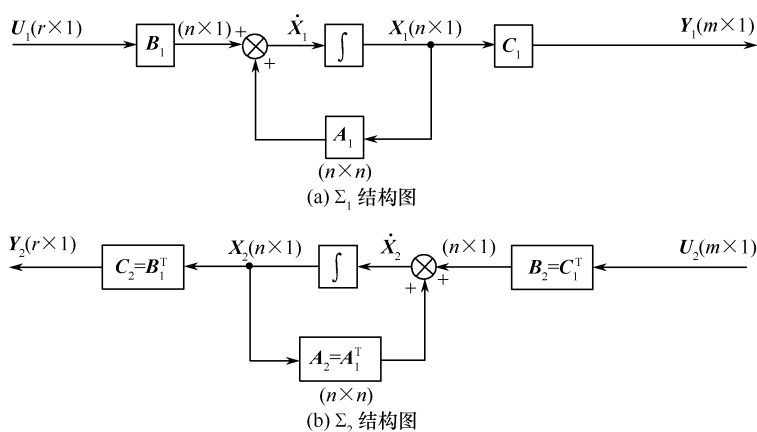 U₁(r×1) B₁ (n×1) + Ẋ₁ ∫ X₁(n×1) C₁ Y₁(m×1)
+
A₁
(n×n)
(a) Σ₁ 结构图
Y₂(r×1) C₂=B₁ᵀ X₂(n×1) ∫ Ẋ₂ (n×1) B₂=C₁ᵀ U₂(m×1)
+ +
A₂=A₁ᵀ
(n×n)
(b) Σ₂ 结构图